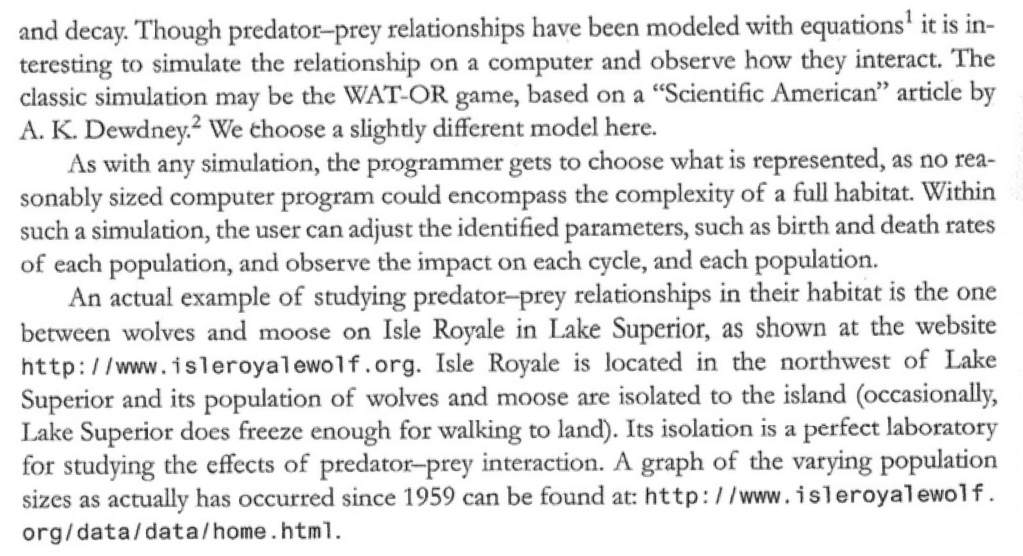 and decay. Though predator–prey relationships have been modeled with equations¹ it is in-
teresting to simulate the relationship on a computer and observe how they interact. The
classic simulation may be the WAT-OR game, based on a “Scientific American” article by
A. K. Dewdney.² We choose a slightly different model here.
As with any simulation, the programmer gets to choose what is represented, as no rea-
sonably sized computer program could encompass the complexity of a full habitat. Within
such a simulation, the user can adjust the identified parameters, such as birth and death rates
of each population, and observe the impact on each cycle, and each population.
An actual example of studying predator–prey relationships in their habitat is the one
between wolves and moose on Isle Royale in Lake Superior, as shown at the website
http://www.isleroyalewolf.org. Isle Royale is located in the northwest of Lake
Superior and its population of wolves and moose are isolated to the island (occasionally,
Lake Superior does freeze enough for walking to land). Its isolation is a perfect laboratory
for studying the effects of predator–prey interaction. A graph of the varying population
sizes as actually has occurred since 1959 can be found at: http://www.isleroyalewolf.
org/data/data/home.html.